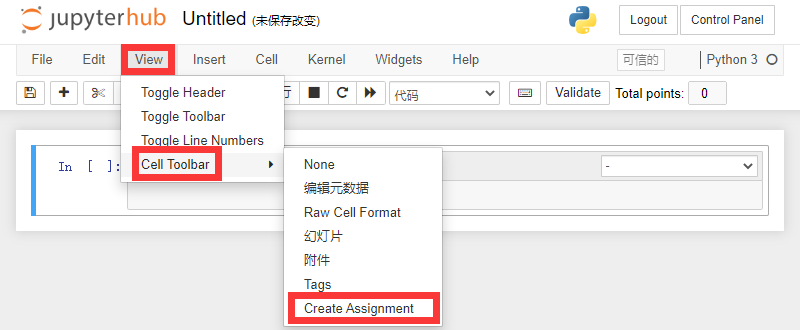 jupyterhub Untitled (未保存改变) Logout Control Panel
File Edit View Insert Cell Kernel Widgets Help 可信的 Python 3
行 代码 Validate Total points: 0
Toggle Header
Toggle Toolbar
Toggle Line Numbers
In [ ]: Cell Toolbar -
None
编辑元数据
Raw Cell Format
幻灯片
附件
Tags
Create Assignment